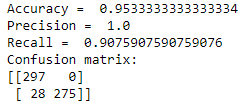 Accuracy =  0.9533333333333334
Precision =  1.0
Recall =  0.9075907590759076
Confusion matrix:
[[297   0]
 [ 28 275]]